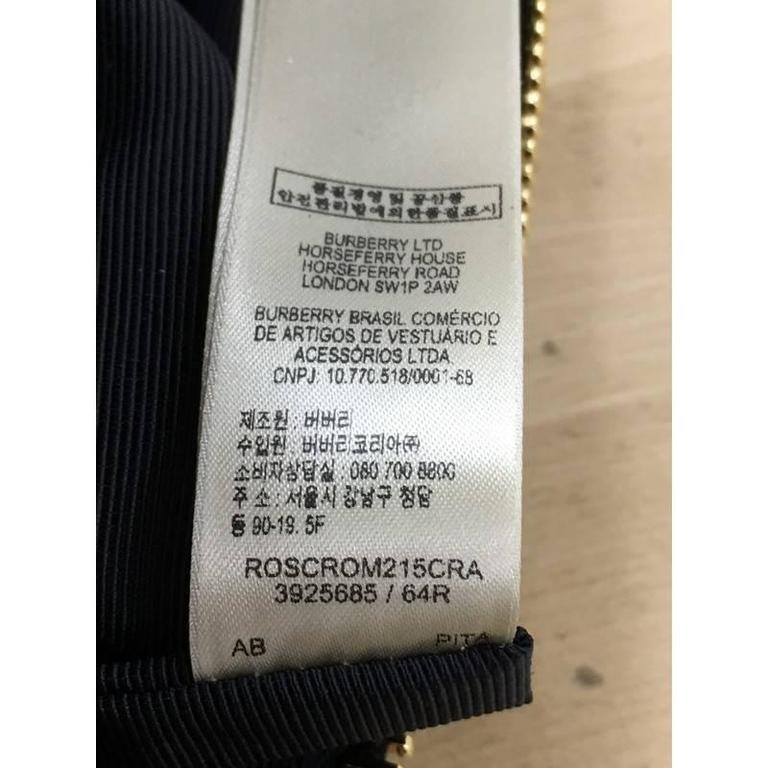 품질경영 및 공산품
안전관리법에의한품질표시
BURBERRY LTD
HORSEFERRY HOUSE
HORSEFERRY ROAD
LONDON SW1P 2AW
BURBERRY BRASIL COMÉRCIO
DE ARTIGOS DE VESTUÁRIO E
ACESSÓRIOS LTDA
CNPJ: 10.770.518/0001-68
제조원 : 버버리
수입원 : 버버리코리아㈜
소비자상담실 : 080 700 8800
주 소 : 서울시 강남구 청담
동 90-19. 5F
ROSCROM215CRA
3925685 / 64R
AB